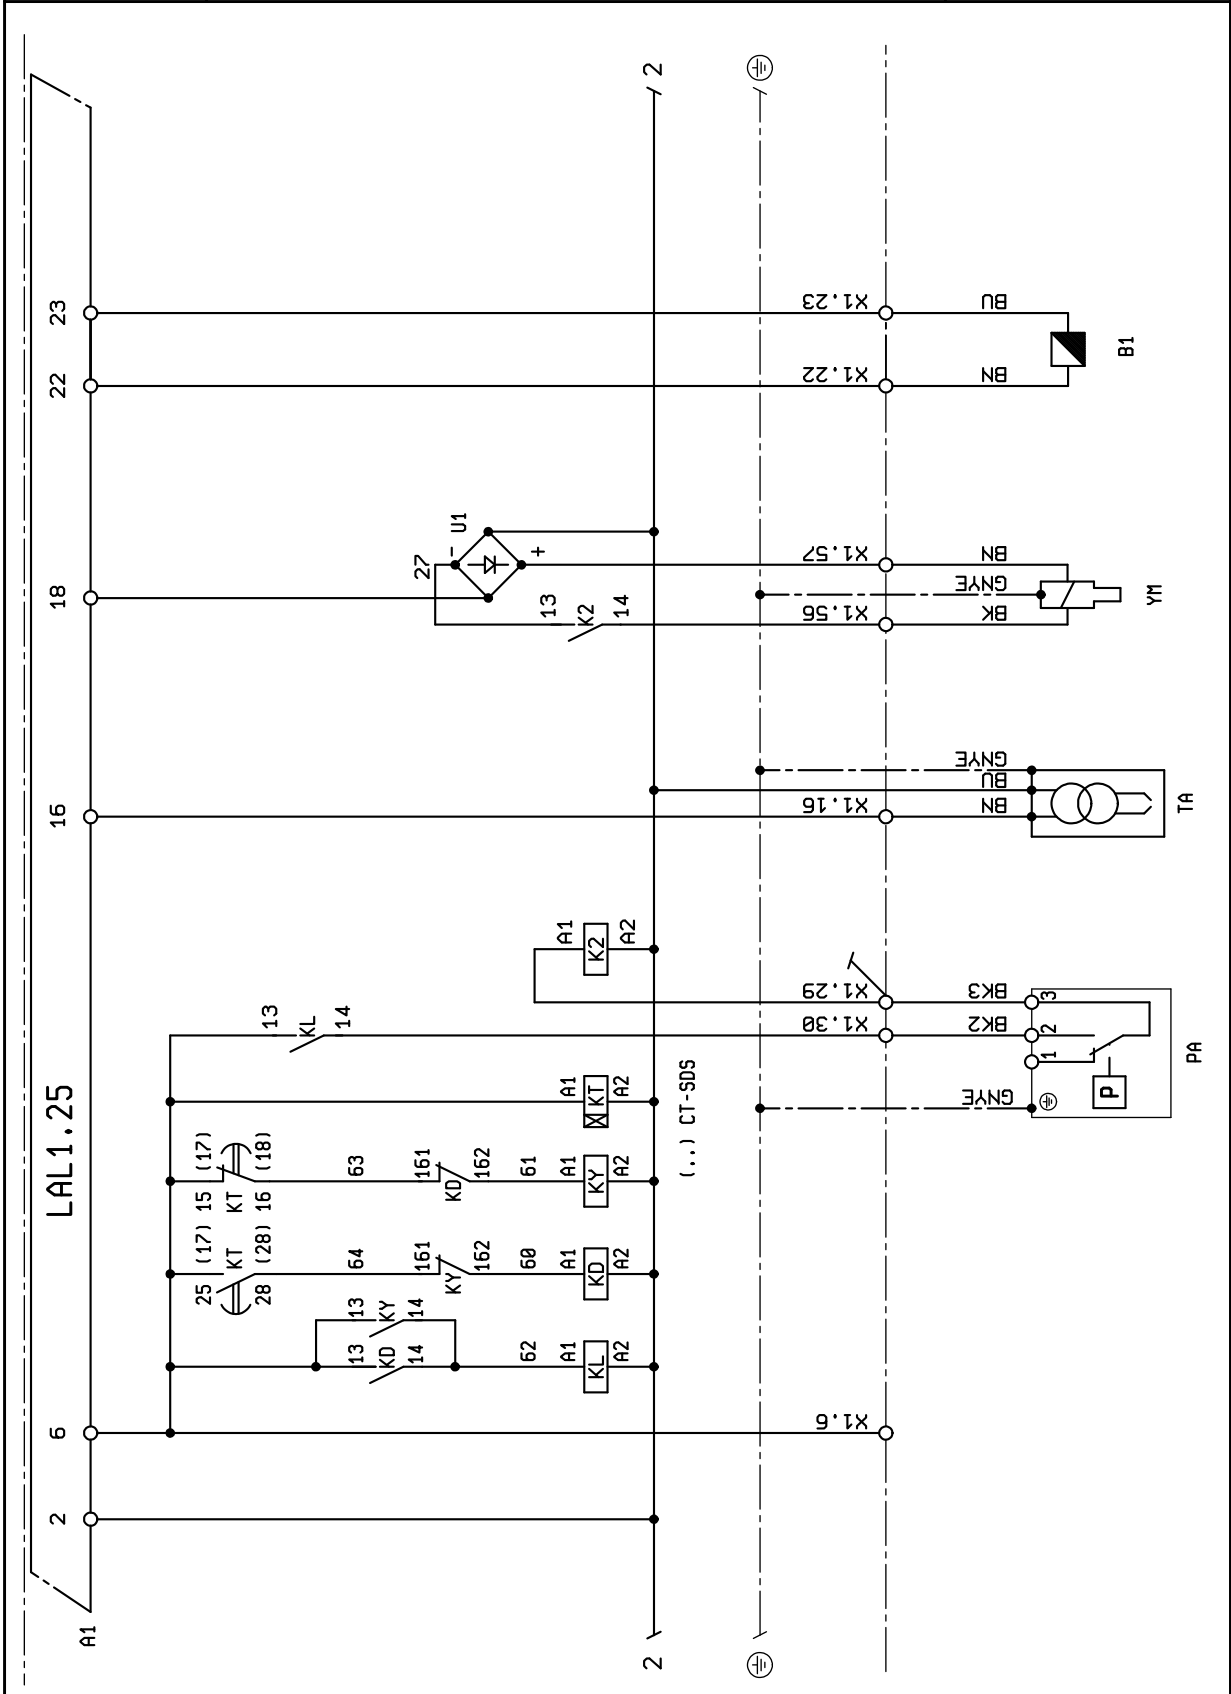 A1
LAL1.25
2
6
16
18
22
23
13
KD
14
13
KY
14
62
A1
KL
A2
25
(17)
KT
28
(28)
64
161
KY
162
60
A1
KD
A2
15
(17)
KT
16
(18)
63
161
KD
162
61
A1
KY
A2
A1
KT
A2
13
KL
14
A1
K2
A2
27
-
U1
+
13
K2
14
2
2
(..) CT-SDS
X1.6
X1.30
X1.29
X1.16
X1.56
X1.57
X1.22
X1.23
GNYE
BK2
BK3
BN
BU
GNYE
BK
GNYE
BN
BN
BU
1
2
3
P
PA
TA
YM
B1